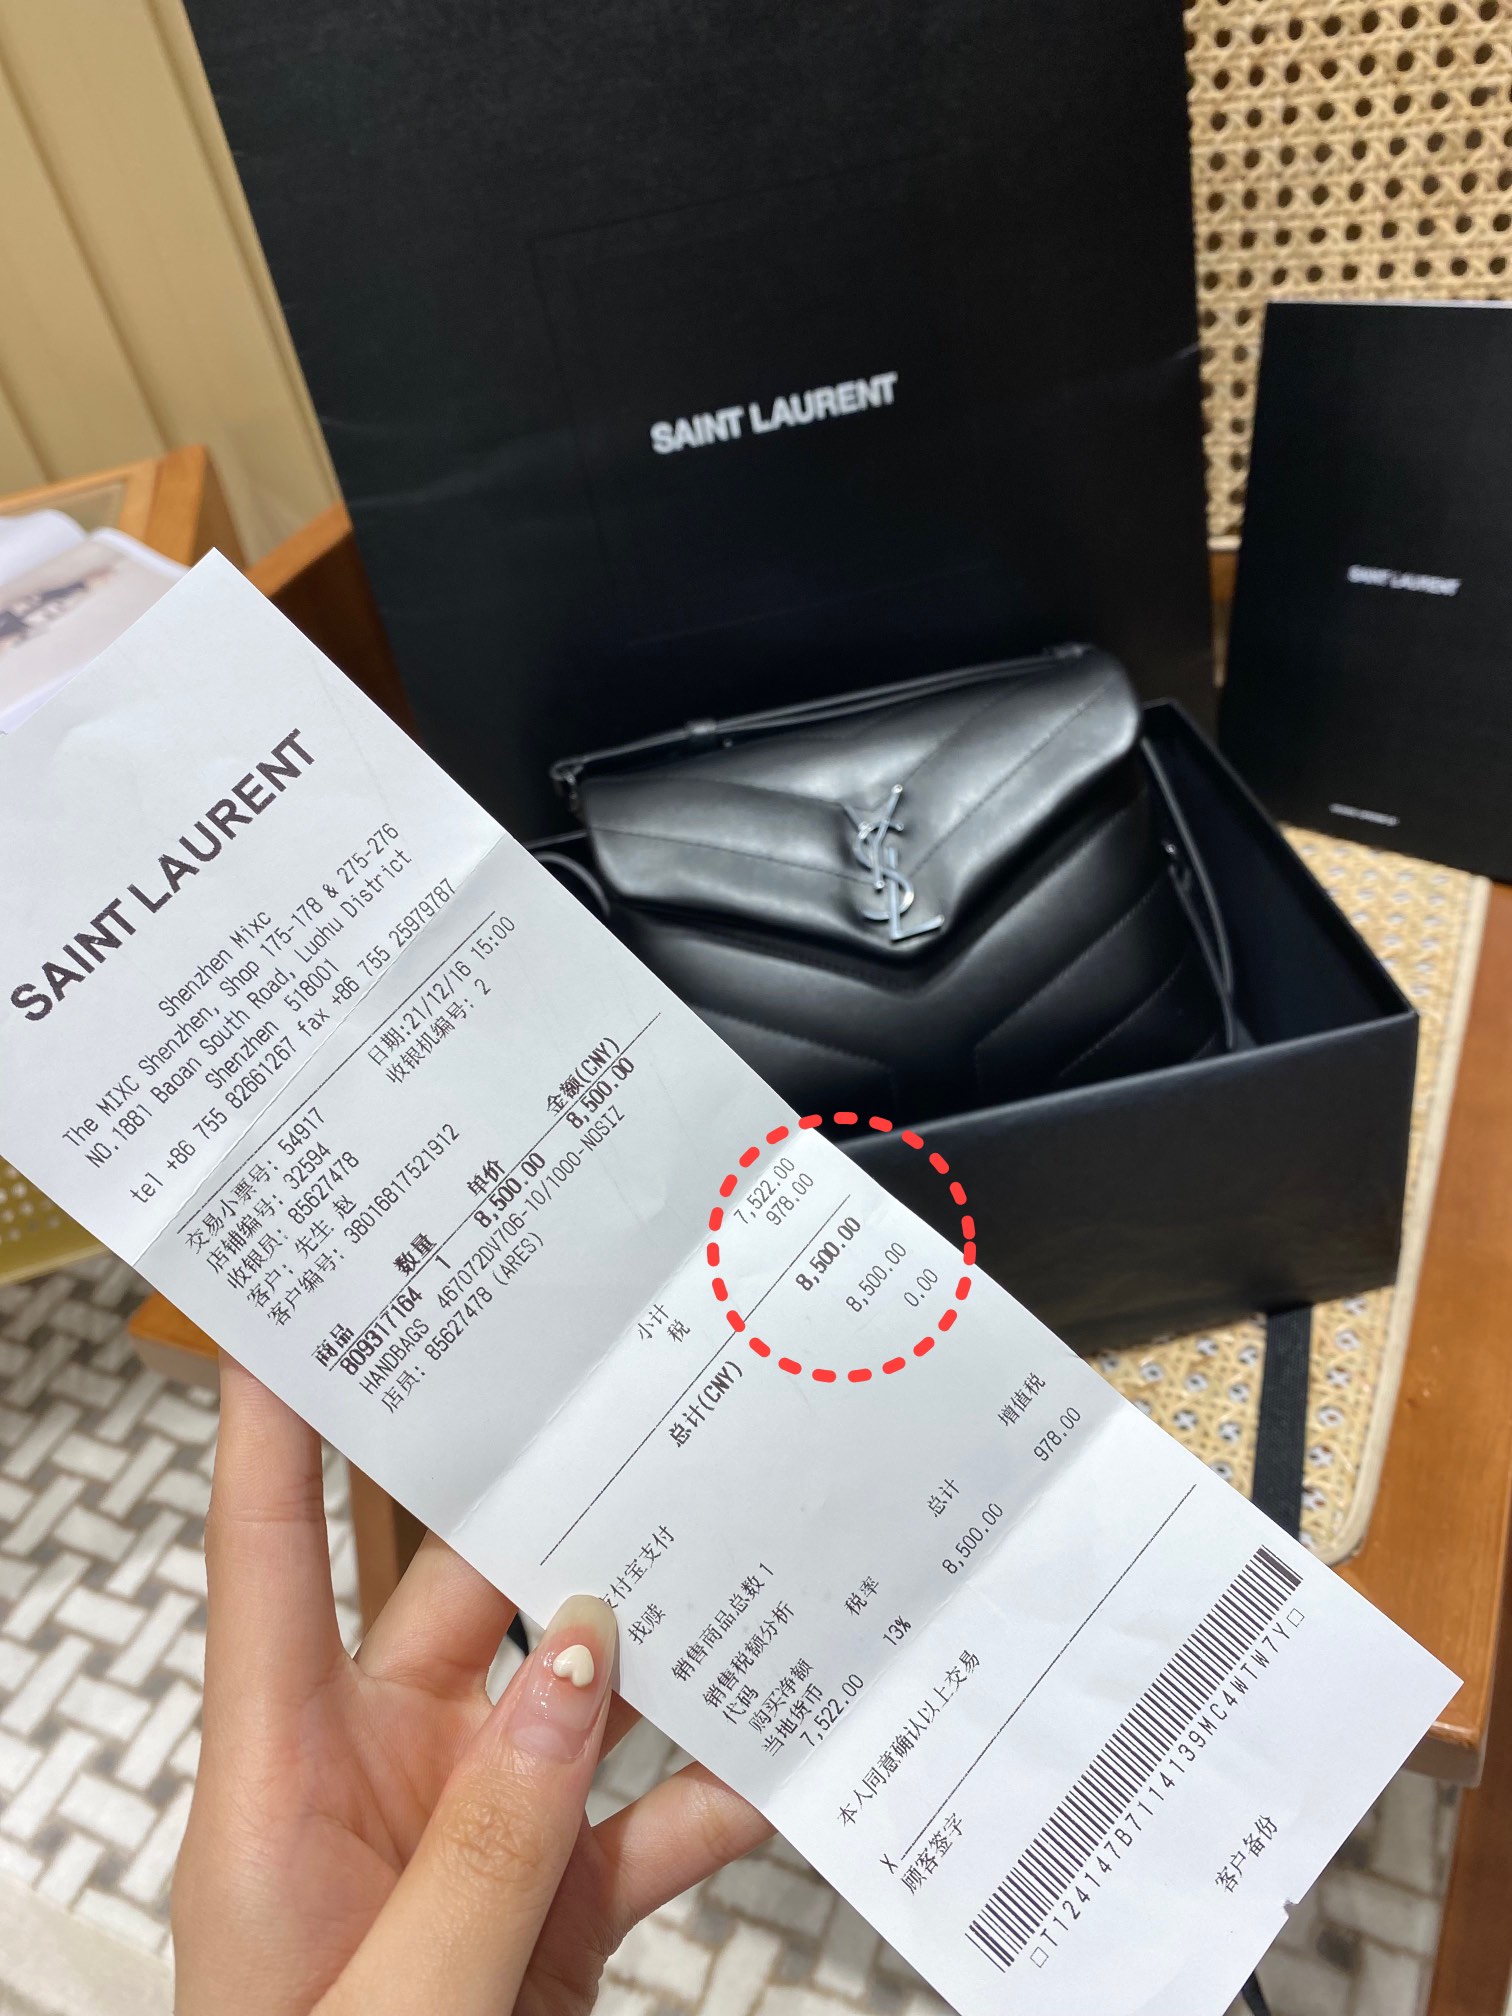 SAINT LAURENT
SAINT LAURENT
SAINT LAURENT
Shenzhen Mixc
The MIXC Shenzhen, Shop 175-178 & 275-276
NO.1881 Baoan South Road, Luohu District
Shenzhen 518001
tel +86 755 82661267 fax +86 755 25979787
日期:21/12/16 15:00
收银机编号: 2
交易小票号: 54917
店铺编号: 32594
收银员: 85627478
客户: 先生 赵
客户编号: 38016817521912
商品 数量 单价 金额(CNY)
809317164 1 8,500.00 8,500.00
HANDBAGS 467072DV706-10/1000-NOSIZ
店员: 85627478 (ARES)
小计 7,522.00
税 978.00
总计(CNY) 8,500.00
支付宝支付 8,500.00
找赎 0.00
销售商品总数 1
销售税额分析
代码 税率 总计 增值税
购买净额
当地货币
7,522.00 13% 8,500.00 978.00
本人同意确认以上交易
X
顾客签字
T124147B7114139MC4WTW7Y
客户备份